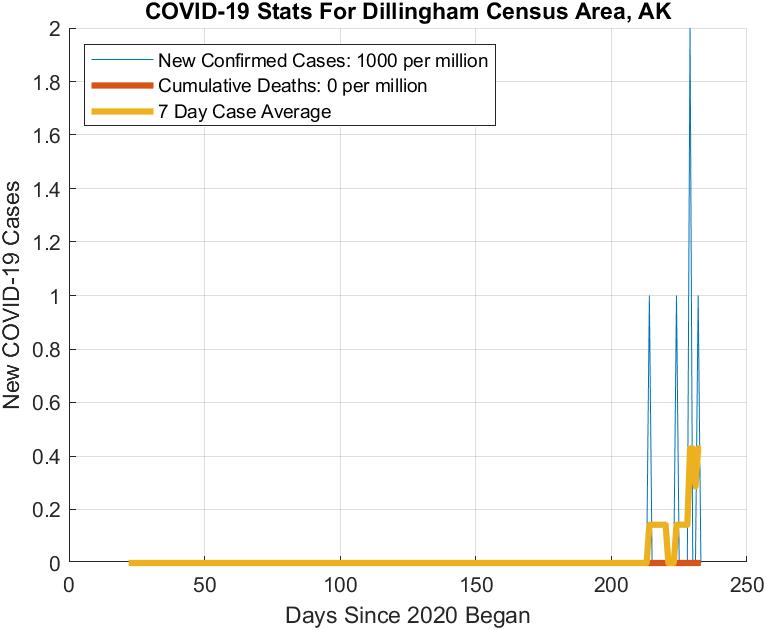 COVID-19 Stats For Dillingham Census Area, AK
New Confirmed Cases: 1000 per million
Cumulative Deaths: 0 per million
7 Day Case Average
New COVID-19 Cases
2
1.8
1.6
1.4
1.2
1
0.8
0.6
0.4
0.2
0
0 50 100 150 200 250
Days Since 2020 Began